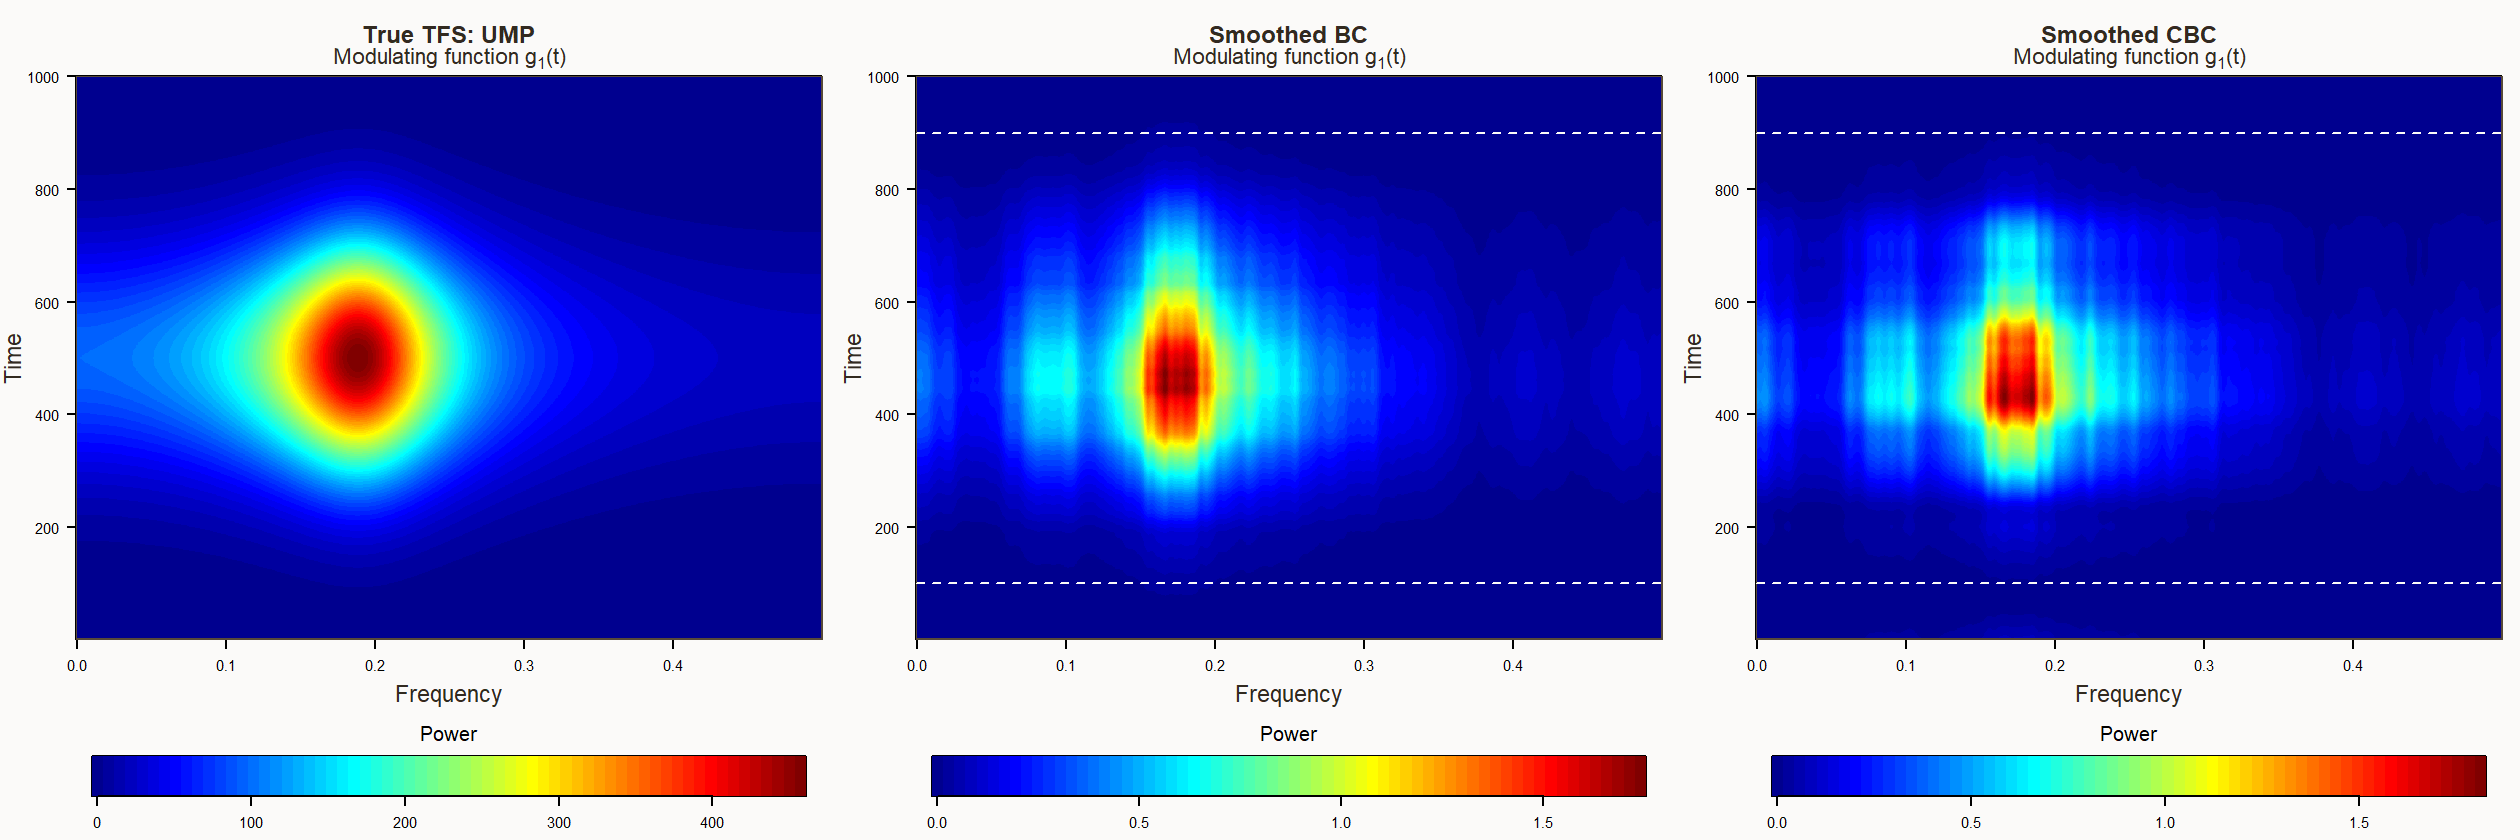 True TFS: UMP
Modulating function g₁(t)
1000
800
600
400
200
Time
0.0 0.1 0.2 0.3 0.4
Frequency
Power
0 100 200 300 400
Smoothed BC
Modulating function g₁(t)
1000
800
600
400
200
Time
0.0 0.1 0.2 0.3 0.4
Frequency
Power
0.0 0.5 1.0 1.5
Smoothed CBC
Modulating function g₁(t)
1000
800
600
400
200
Time
0.0 0.1 0.2 0.3 0.4
Frequency
Power
0.0 0.5 1.0 1.5